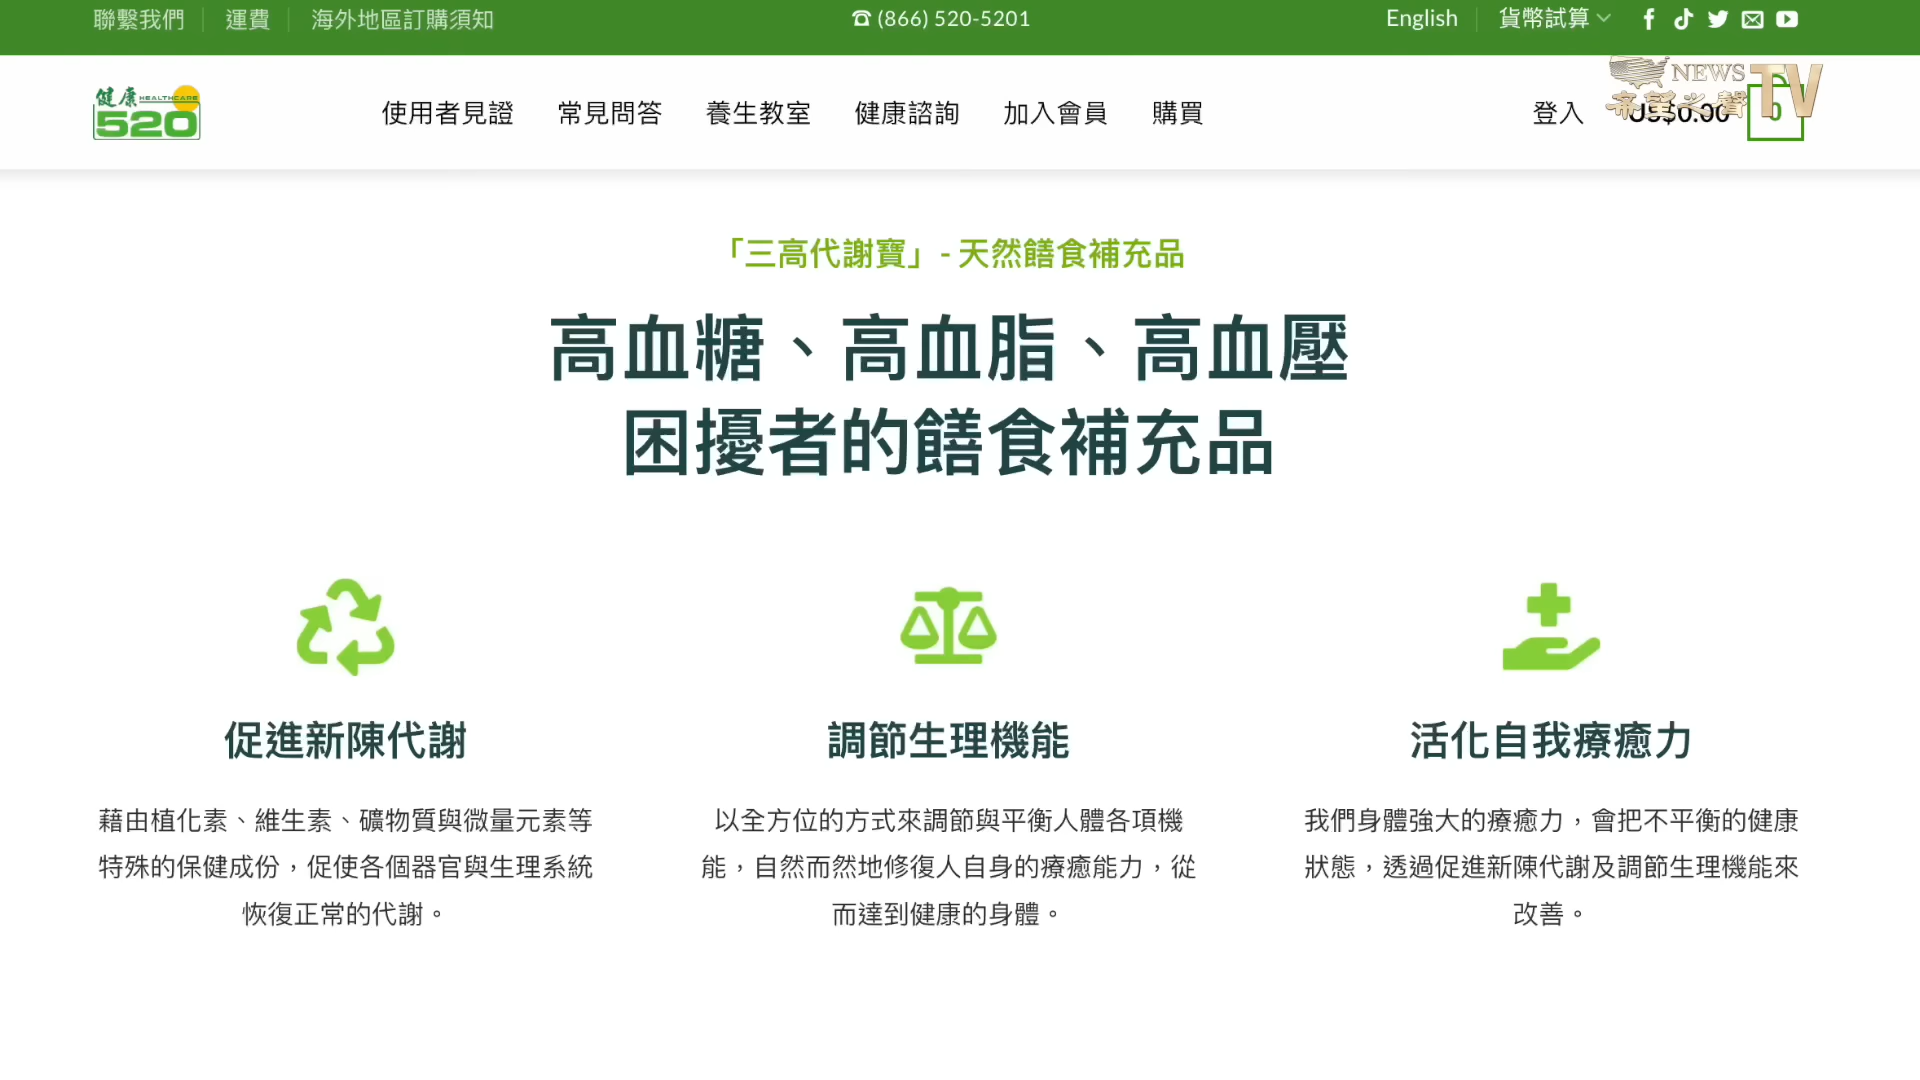 聯繫我們
運費
海外地區訂購須知
☎ (866) 520-5201
English
貨幣試算
健康 HEALTHCARE
520
使用者見證
常見問答
養生教室
健康諮詢
加入會員
購買
登入
US$0.00
0
NEWS
希望之聲
TV
「三高代謝寶」- 天然饍食補充品
高血糖、高血脂、高血壓
困擾者的饍食補充品
促進新陳代謝
藉由植化素、維生素、礦物質與微量元素等
特殊的保健成份，促使各個器官與生理系統
恢復正常的代謝。
調節生理機能
以全方位的方式來調節與平衡人體各項機
能，自然而然地修復人自身的療癒能力，從
而達到健康的身體。
活化自我療癒力
我們身體強大的療癒力，會把不平衡的健康
狀態，透過促進新陳代謝及調節生理機能來
改善。